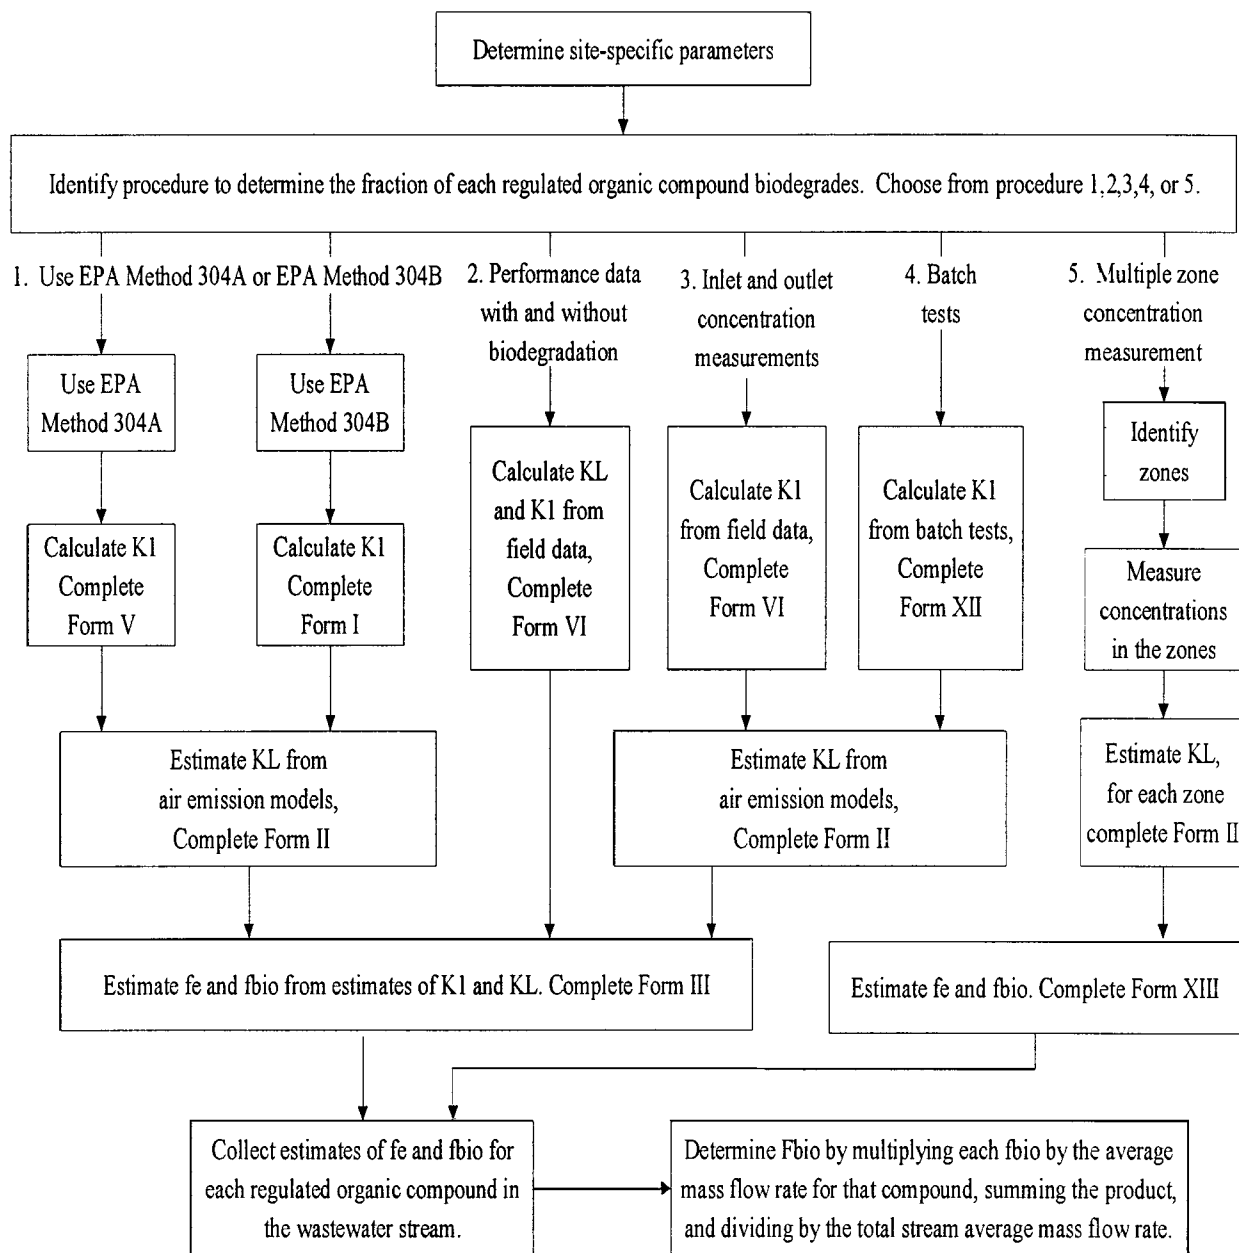 Determine site-specific parameters
Identify procedure to determine the fraction of each regulated organic compound biodegrades. Choose from procedure 1,2,3,4, or 5.
1. Use EPA Method 304A or EPA Method 304B
2. Performance data
with and without
biodegradation
3. Inlet and outlet
concentration
measurements
4. Batch
tests
5. Multiple zone
concentration
measurement
Use EPA
Method 304A
Use EPA
Method 304B
Identify
zones
Calculate K1
Complete
Form V
Calculate K1
Complete
Form I
Calculate KL
and K1 from
field data,
Complete
Form VI
Calculate K1
from field data,
Complete
Form VI
Calculate K1
from batch tests,
Complete
Form XII
Measure
concentrations
in the zones
Estimate KL from
air emission models,
Complete Form II
Estimate KL from
air emission models,
Complete Form II
Estimate KL,
for each zone
complete Form II
Estimate fe and fbio from estimates of K1 and KL. Complete Form III
Estimate fe and fbio. Complete Form XIII
Collect estimates of fe and fbio for
each regulated organic compound in
the wastewater stream.
Determine Fbio by multiplying each fbio by the average
mass flow rate for that compound, summing the product,
and dividing by the total stream average mass flow rate.